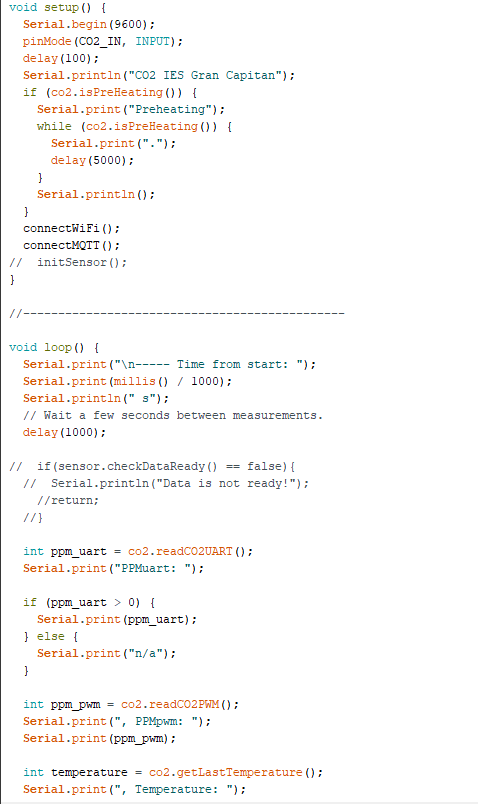 void setup() {
  Serial.begin(9600);
  pinMode(CO2_IN, INPUT);
  delay(100);
  Serial.println("CO2 IES Gran Capitan");
  if (co2.isPreHeating()) {
    Serial.print("Preheating");
    while (co2.isPreHeating()) {
      Serial.print(".");
      delay(5000);
    }
    Serial.println();
  }
  connectWiFi();
  connectMQTT();
//  initSensor();
}

//----------------------------------------------

void loop() {
  Serial.print("\n----- Time from start: ");
  Serial.print(millis() / 1000);
  Serial.println(" s");
  // Wait a few seconds between measurements.
  delay(1000);

//  if(sensor.checkDataReady() == false){
  //  Serial.println("Data is not ready!");
    //return;
  //}

  int ppm_uart = co2.readCO2UART();
  Serial.print("PPMuart: ");

  if (ppm_uart > 0) {
    Serial.print(ppm_uart);
  } else {
    Serial.print("n/a");
  }

  int ppm_pwm = co2.readCO2PWM();
  Serial.print(", PPMpwm: ");
  Serial.print(ppm_pwm);

  int temperature = co2.getLastTemperature();
  Serial.print(", Temperature: ");